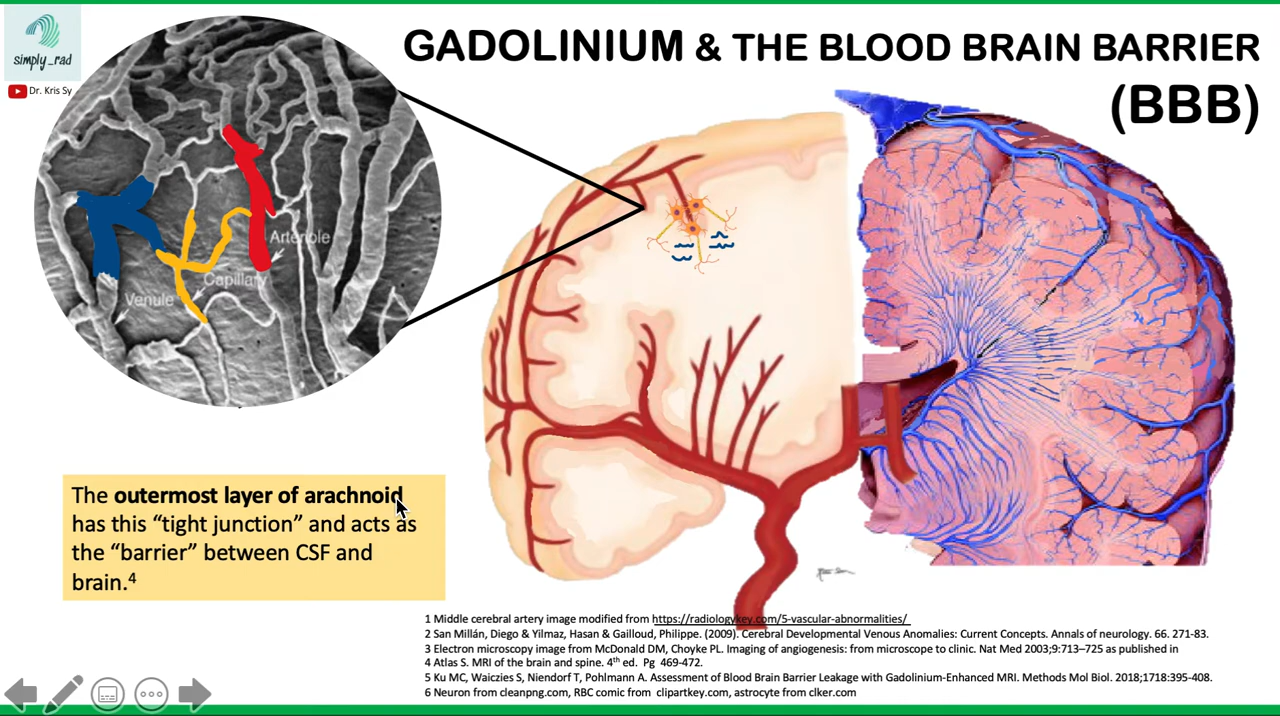 simply_rad
Dr. Kris Sy
GADOLINIUM & THE BLOOD BRAIN BARRIER
(BBB)
Arteriole
Capillary
Venule
The outermost layer of arachnoid
has this “tight junction” and acts as
the “barrier” between CSF and
brain.4
1 Middle cerebral artery image modified from https://radiologykey.com/5-vascular-abnormalities/
2 San Millán, Diego & Yilmaz, Hasan & Gailloud, Philippe. (2009). Cerebral Developmental Venous Anomalies: Current Concepts. Annals of neurology. 66. 271-83.
3 Electron microscopy image from McDonald DM, Choyke PL. Imaging of angiogenesis: from microscope to clinic. Nat Med 2003;9:713–725 as published in
4 Atlas S. MRI of the brain and spine. 4th ed. Pg 469-472.
5 Ku MC, Waiczies S, Niendorf T, Pohlmann A. Assessment of Blood Brain Barrier Leakage with Gadolinium-Enhanced MRI. Methods Mol Biol. 2018;1718:395-408.
6 Neuron from cleanpng.com, RBC comic from clipartkey.com, astrocyte from clker.com